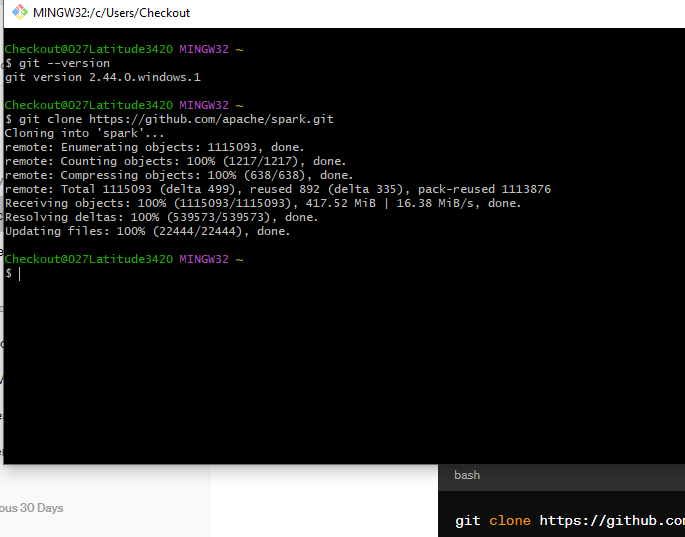 MINGW32:/c/Users/Checkout
Checkout@027Latitude3420 MINGW32 ~
$ git --version
git version 2.44.0.windows.1
Checkout@027Latitude3420 MINGW32 ~
$ git clone https://github.com/apache/spark.git
Cloning into 'spark'...
remote: Enumerating objects: 1115093, done.
remote: Counting objects: 100% (1217/1217), done.
remote: Compressing objects: 100% (638/638), done.
remote: Total 1115093 (delta 499), reused 892 (delta 335), pack-reused 1113876
Receiving objects: 100% (1115093/1115093), 417.52 MiB | 16.38 MiB/s, done.
Resolving deltas: 100% (539573/539573), done.
Updating files: 100% (22444/22444), done.
Checkout@027Latitude3420 MINGW32 ~
$
bash
ous 30 Days
git clone https://github.co